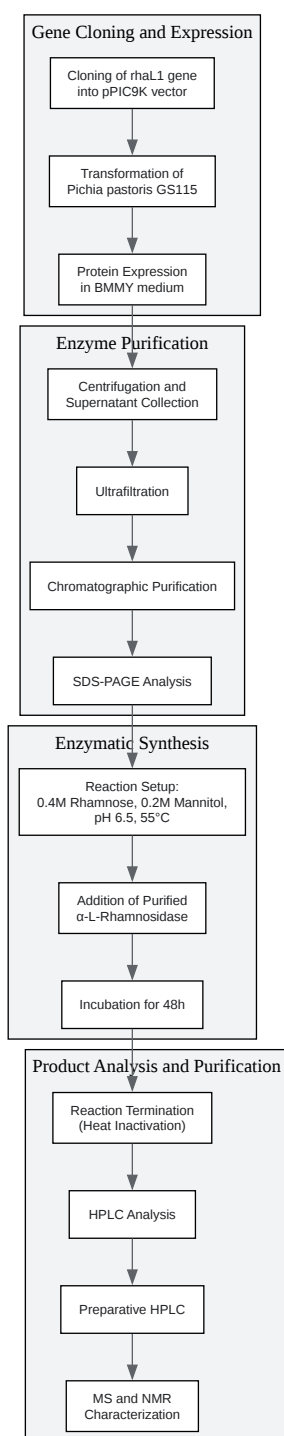 Gene Cloning and Expression
Cloning of rhaL1 gene
into pPIC9K vector
Transformation of
Pichia pastoris GS115
Protein Expression
in BMMY medium
Enzyme Purification
Centrifugation and
Supernatant Collection
Ultrafiltration
Chromatographic Purification
SDS-PAGE Analysis
Enzymatic Synthesis
Reaction Setup:
0.4M Rhamnose, 0.2M Mannitol,
pH 6.5, 55°C
Addition of Purified
α-L-Rhamnosidase
Incubation for 48h
Product Analysis and Purification
Reaction Termination
(Heat Inactivation)
HPLC Analysis
Preparative HPLC
MS and NMR
Characterization